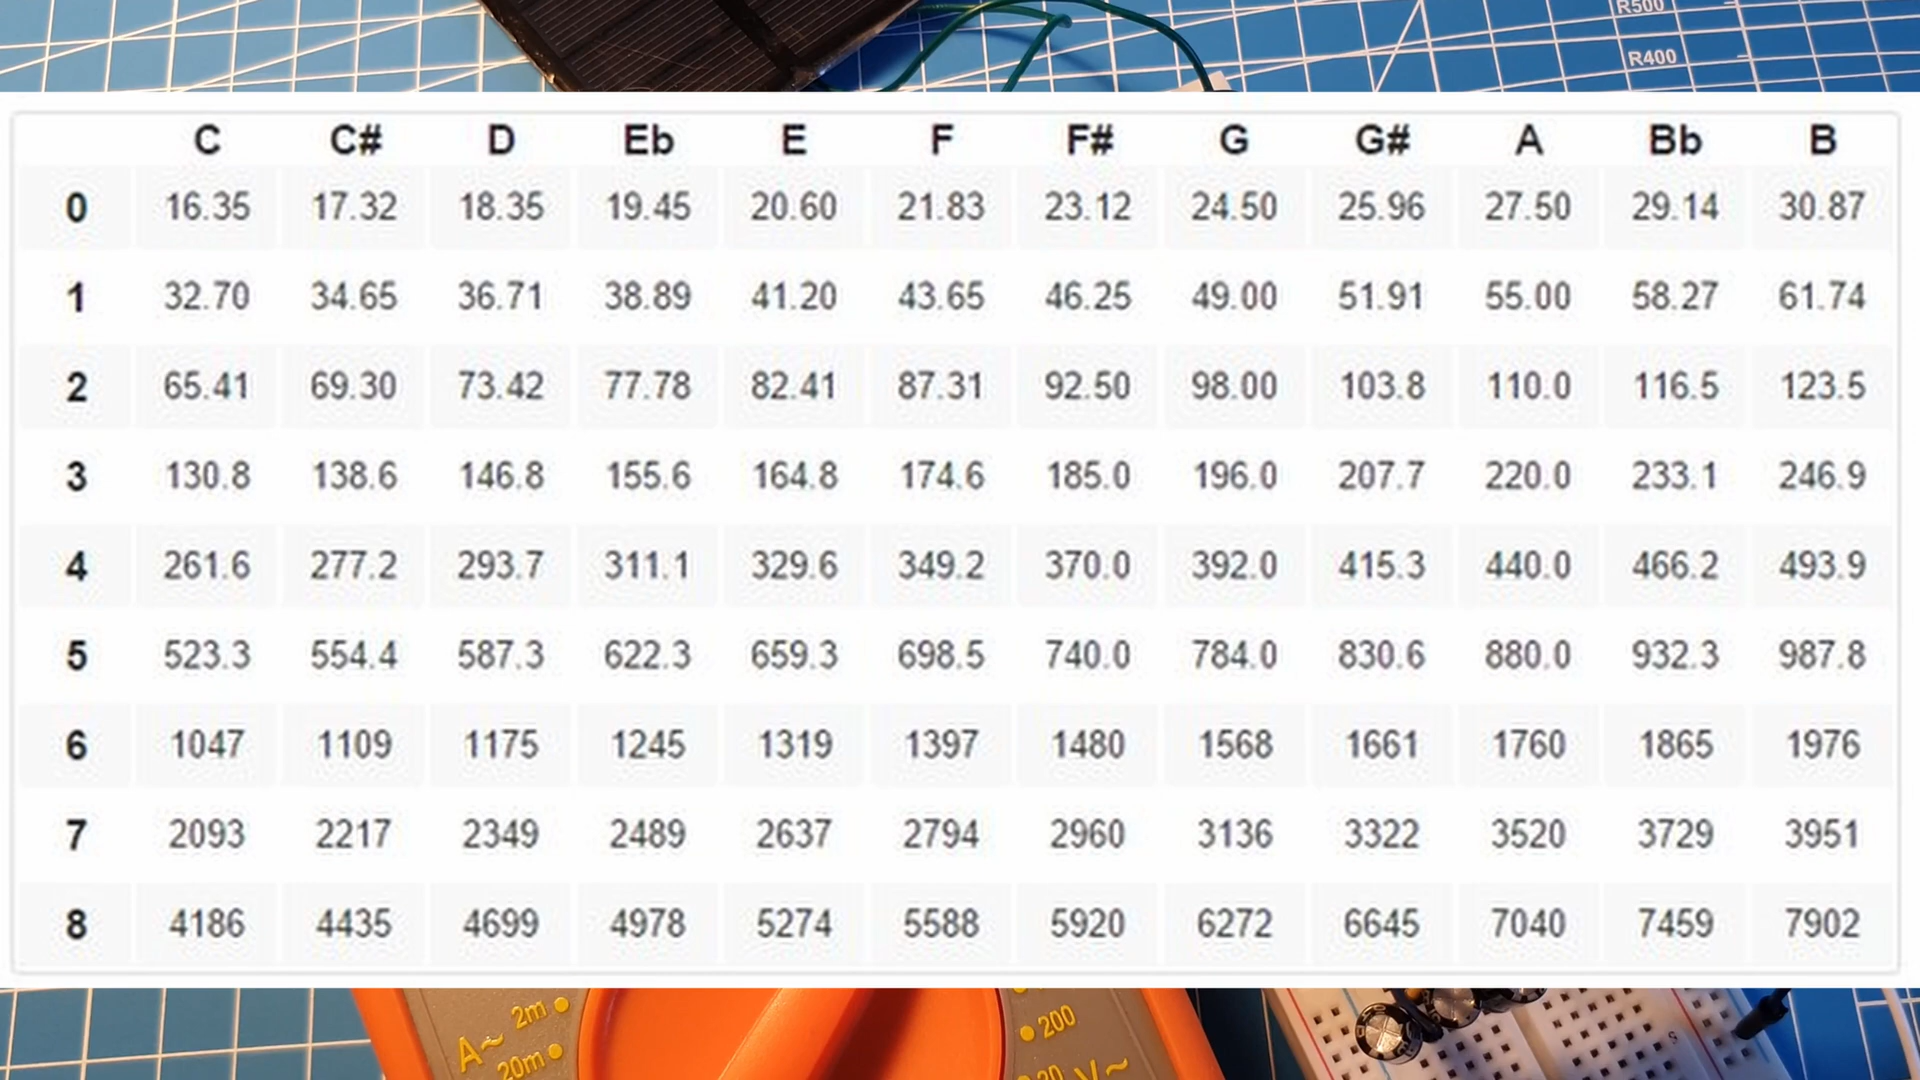 R500
R400
C C# D Eb E F F# G G# A Bb B
0 16.35 17.32 18.35 19.45 20.60 21.83 23.12 24.50 25.96 27.50 29.14 30.87
1 32.70 34.65 36.71 38.89 41.20 43.65 46.25 49.00 51.91 55.00 58.27 61.74
2 65.41 69.30 73.42 77.78 82.41 87.31 92.50 98.00 103.8 110.0 116.5 123.5
3 130.8 138.6 146.8 155.6 164.8 174.6 185.0 196.0 207.7 220.0 233.1 246.9
4 261.6 277.2 293.7 311.1 329.6 349.2 370.0 392.0 415.3 440.0 466.2 493.9
5 523.3 554.4 587.3 622.3 659.3 698.5 740.0 784.0 830.6 880.0 932.3 987.8
6 1047 1109 1175 1245 1319 1397 1480 1568 1661 1760 1865 1976
7 2093 2217 2349 2489 2637 2794 2960 3136 3322 3520 3729 3951
8 4186 4435 4699 4978 5274 5588 5920 6272 6645 7040 7459 7902
A~ 2m 200
20m V~